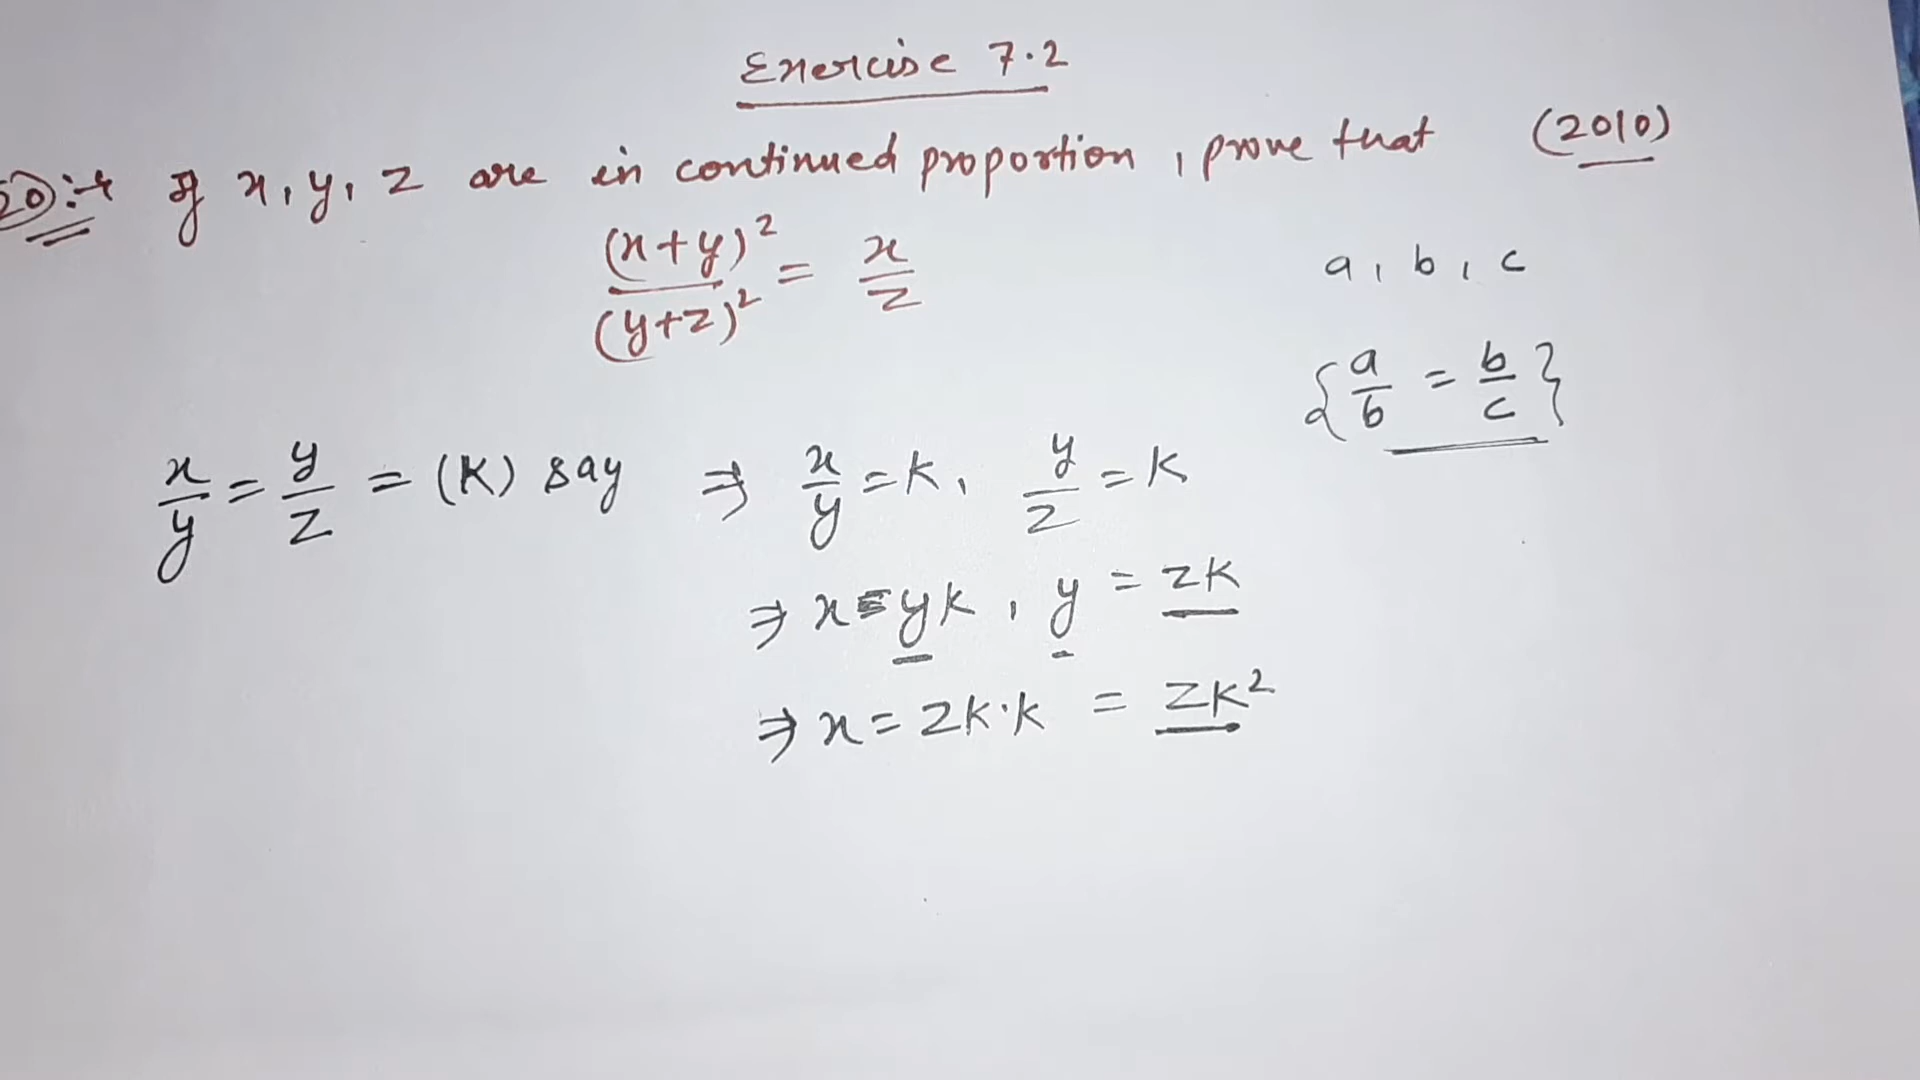 Exercise 7.2
20:→ If x, y, z are in continued proportion, prove that (2010)
(x+y)²/(y+z)² = x/z
a, b, c
{a/b = b/c}
x/y = y/z = (K) say ⇒ x/y = K, y/z = K
⇒ x = yk, y = zk
⇒ x = zk·k = zk²